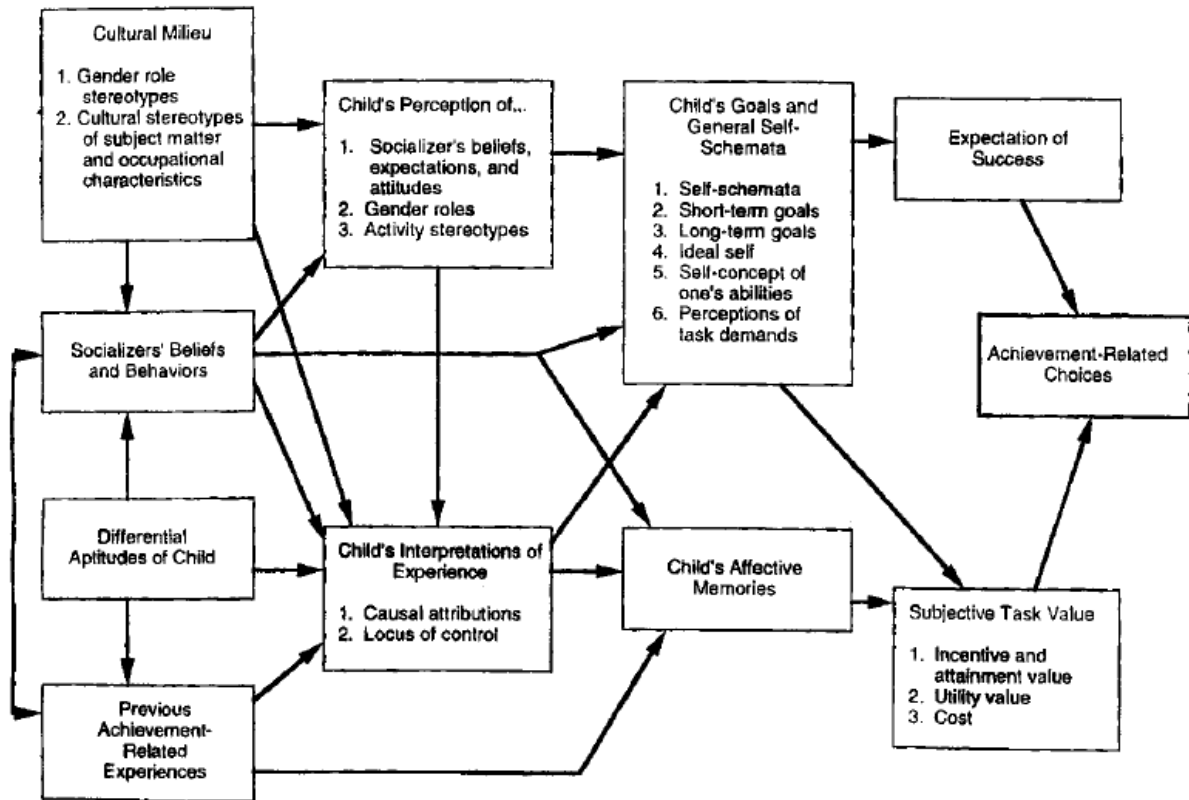 Cultural Milieu
1. Gender role
stereotypes
2. Cultural stereotypes
of subject matter
and occupational
characteristics
Child's Perception of...
1. Socializer's beliefs,
expectations, and
attitudes
2. Gender roles
3. Activity stereotypes
Child's Goals and
General Self-
Schemata
1. Self-schemata
2. Short-term goals
3. Long-term goals
4. Ideal self
5. Self-concept of
one's abilities
6. Perceptions of
task demands
Expectation of
Success
Socializers' Beliefs
and Behaviors
Achievement-Related
Choices
Differential
Aptitudes of Child
Child's Interpretations of
Experience
1. Causal attributions
2. Locus of control
Child's Affective
Memories
Subjective Task Value
1. Incentive and
attainment value
2. Utility value
3. Cost
Previous
Achievement-
Related
Experiences